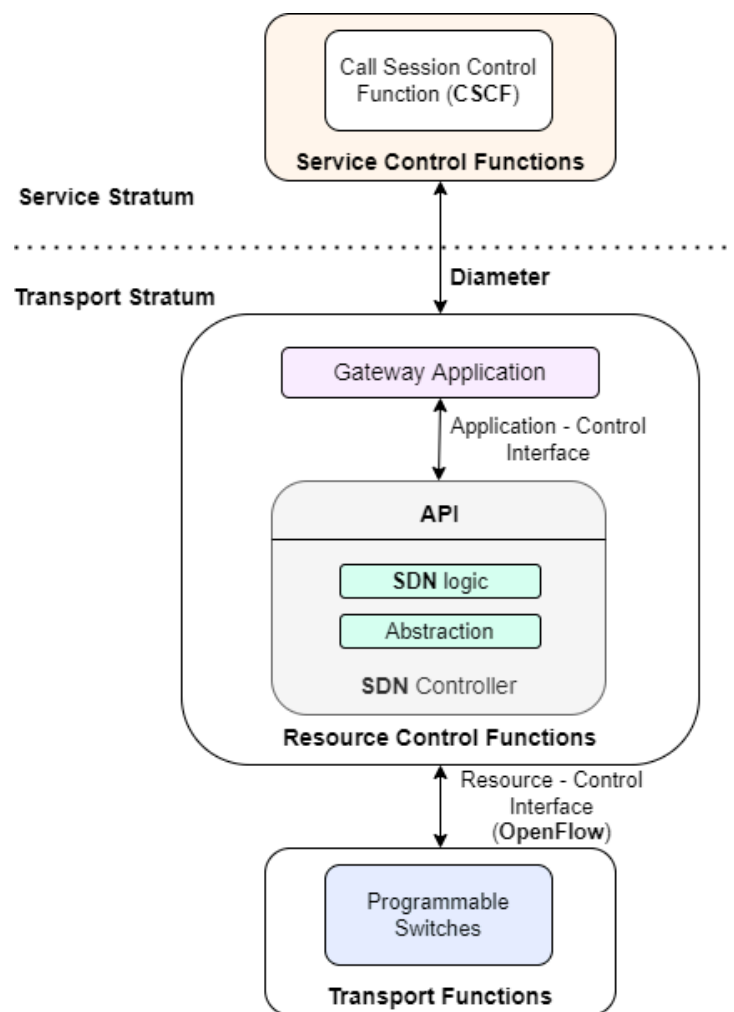 Call Session Control
Function (CSCF)
Service Control Functions
Service Stratum
Diameter
Transport Stratum
Gateway Application
Application - Control
Interface
API
SDN logic
Abstraction
SDN Controller
Resource Control Functions
Resource - Control
Interface
(OpenFlow)
Programmable
Switches
Transport Functions